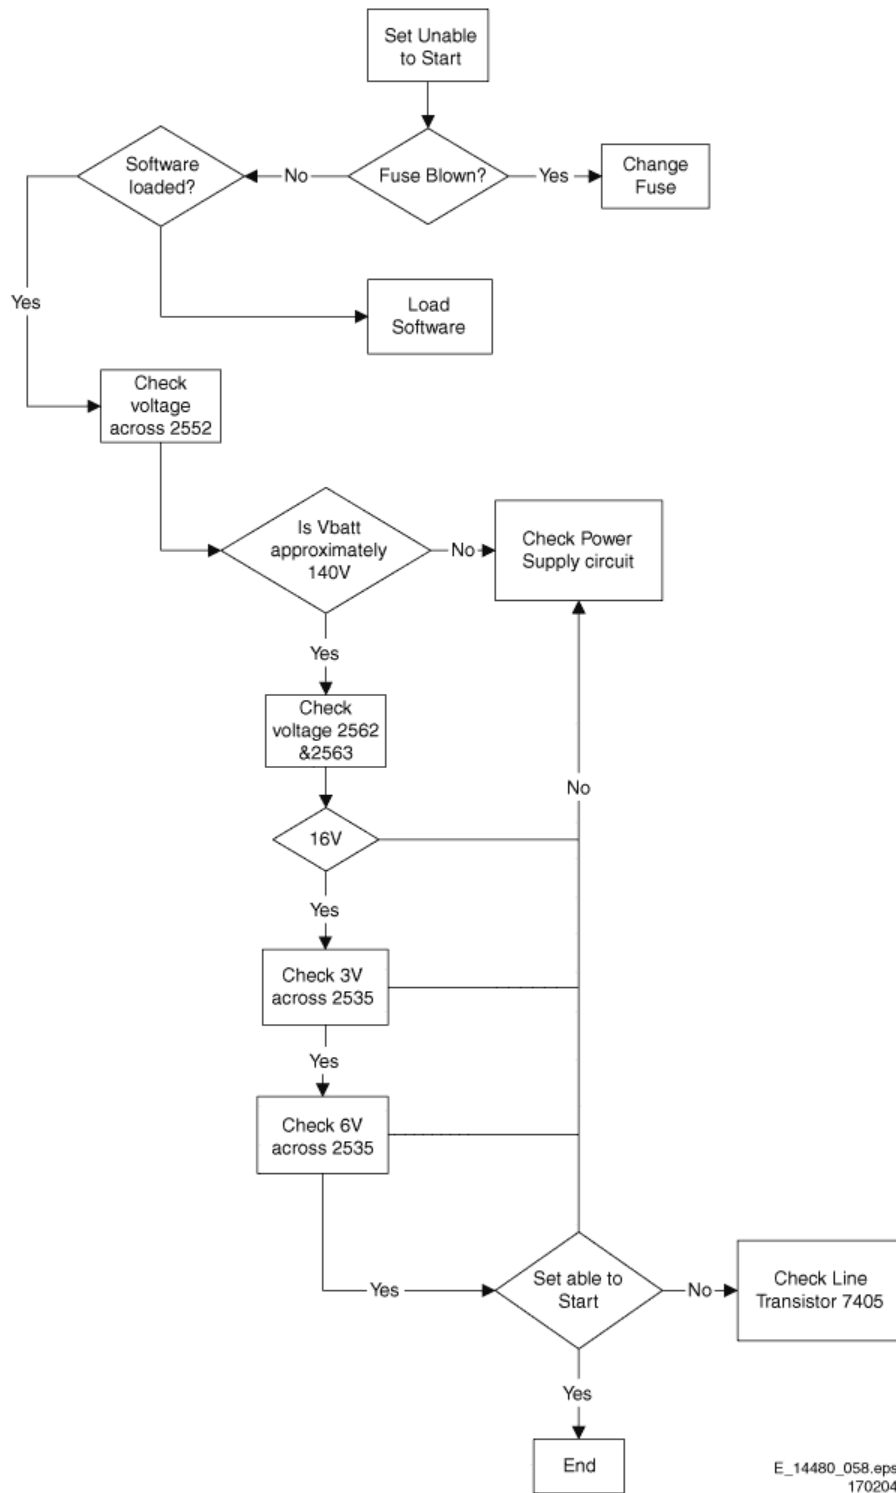 Set Unable
to Start
Fuse Blown?
Yes
Change
Fuse
No
Software
loaded?
Yes
Load
Software
Check
voltage
across 2552
Is Vbatt
approximately
140V
No
Check Power
Supply circuit
Yes
Check
voltage 2562
&2563
No
16V
Yes
Check 3V
across 2535
Yes
Check 6V
across 2535
Yes
Set able to
Start
No
Check Line
Transistor 7405
Yes
End
E_14480_058.eps
170204